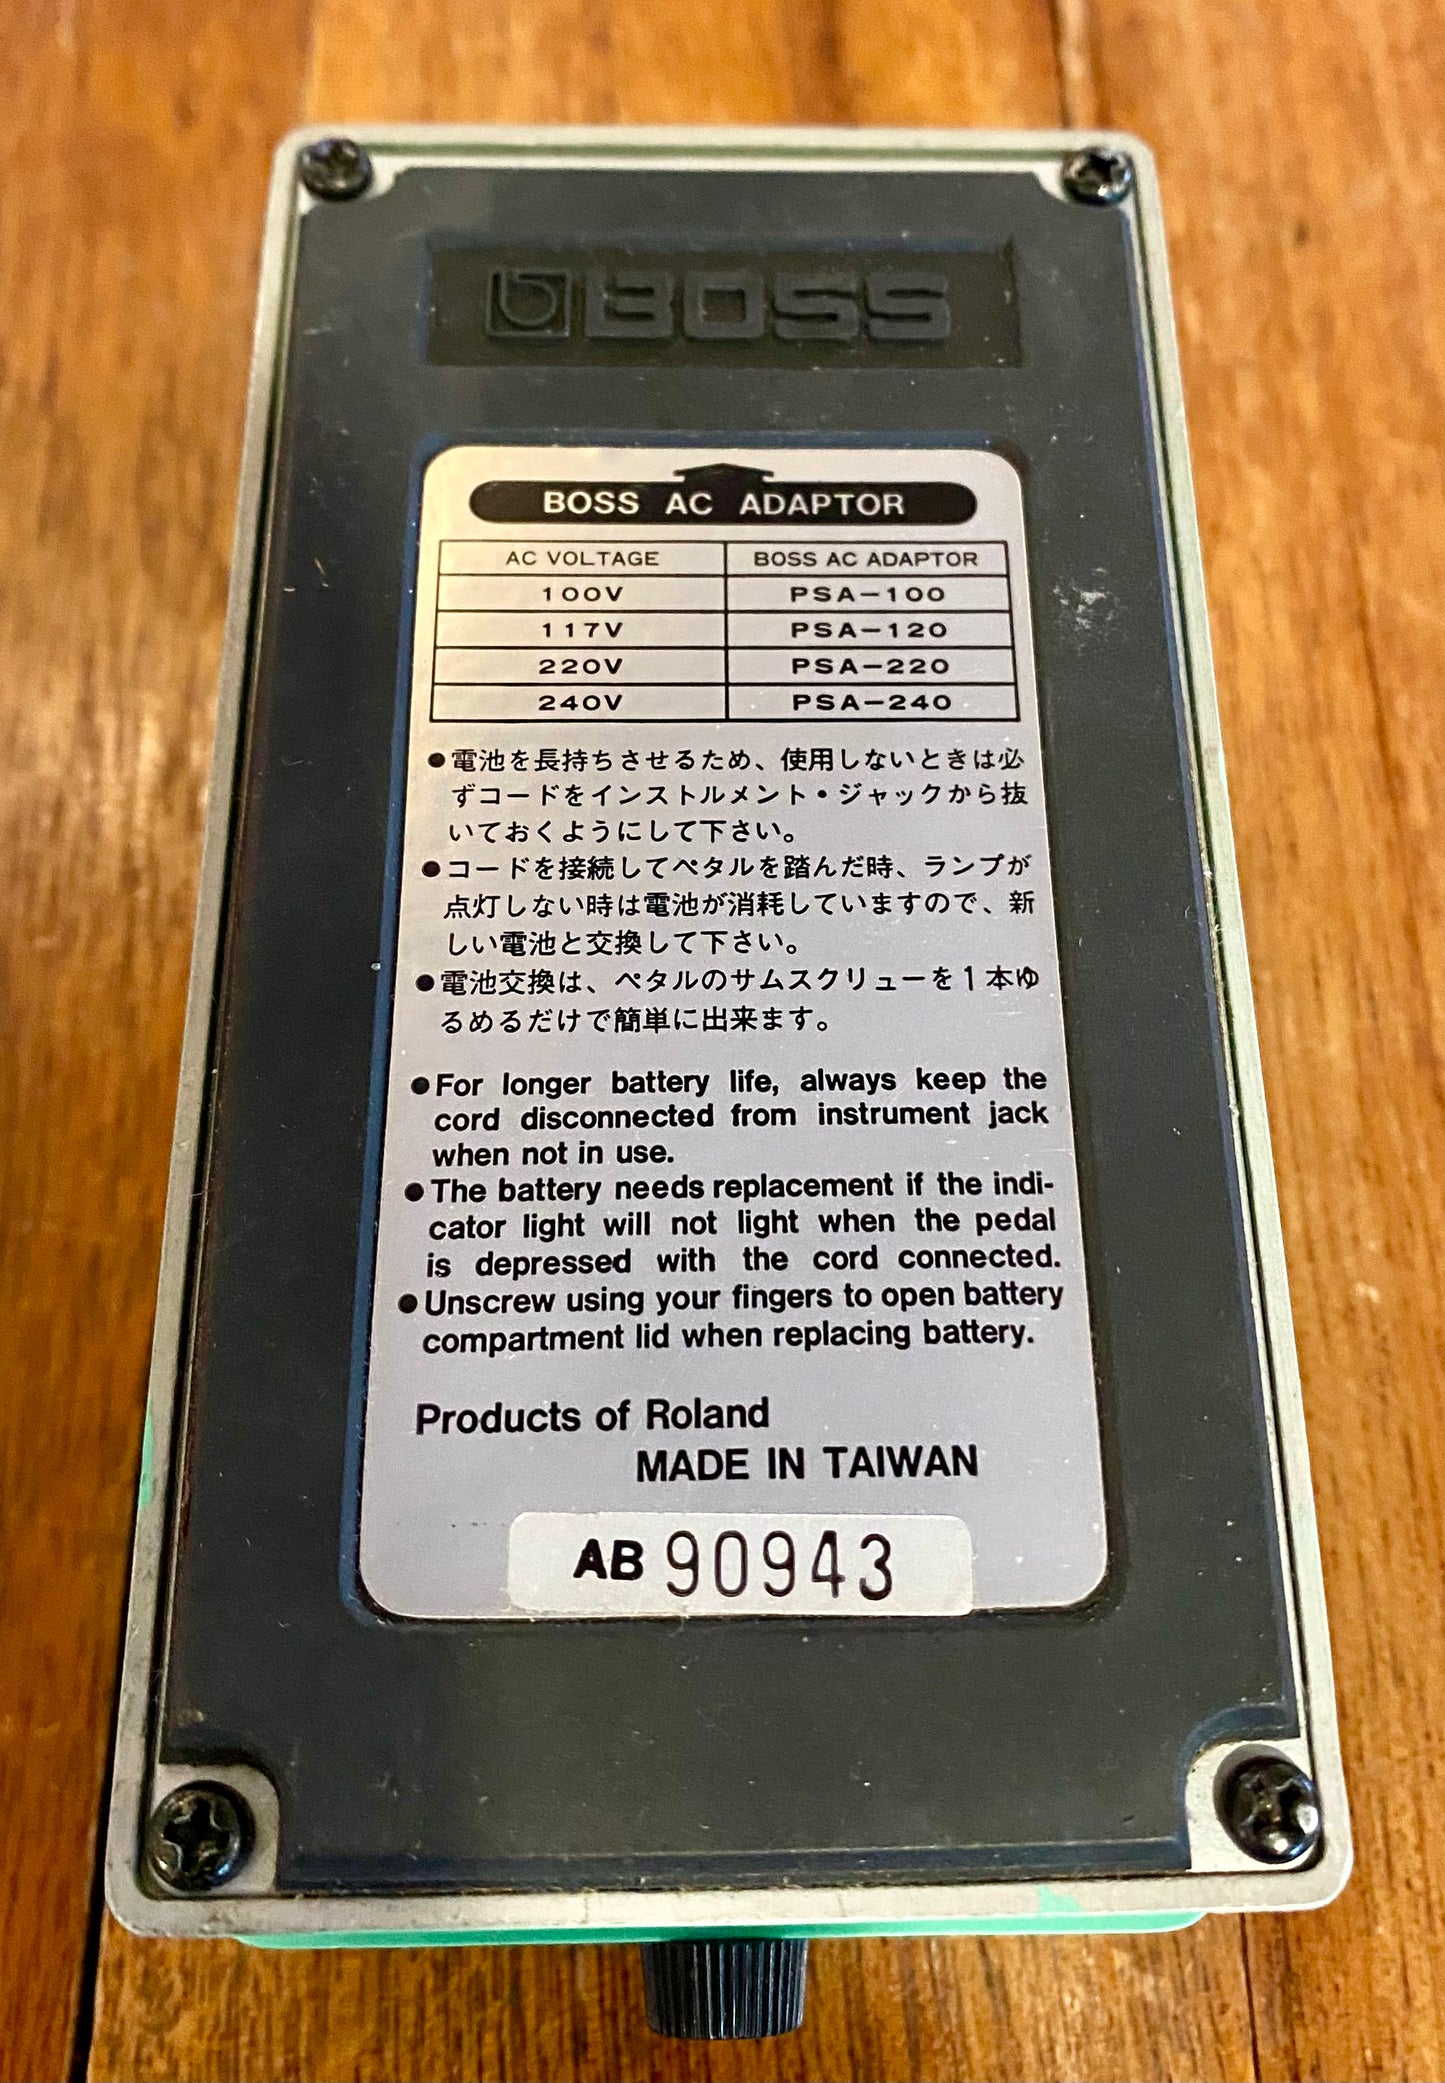 BOSS
BOSS AC ADAPTOR
AC VOLTAGE BOSS AC ADAPTOR
100V PSA-100
117V PSA-120
220V PSA-220
240V PSA-240
●電池を長持ちさせるため、使用しないときは必
ずコードをインストルメント・ジャックから抜
いておくようにして下さい。
●コードを接続してペタルを踏んだ時、ランプが
点灯しない時は電池が消耗していますので、新
しい電池と交換して下さい。
●電池交換は、ペタルのサムスクリューを1本ゆ
るめるだけで簡単に出来ます。
●For longer battery life, always keep the
cord disconnected from instrument jack
when not in use.
●The battery needs replacement if the indi-
cator light will not light when the pedal
is depressed with the cord connected.
●Unscrew using your fingers to open battery
compartment lid when replacing battery.
Products of Roland
MADE IN TAIWAN
AB 90943